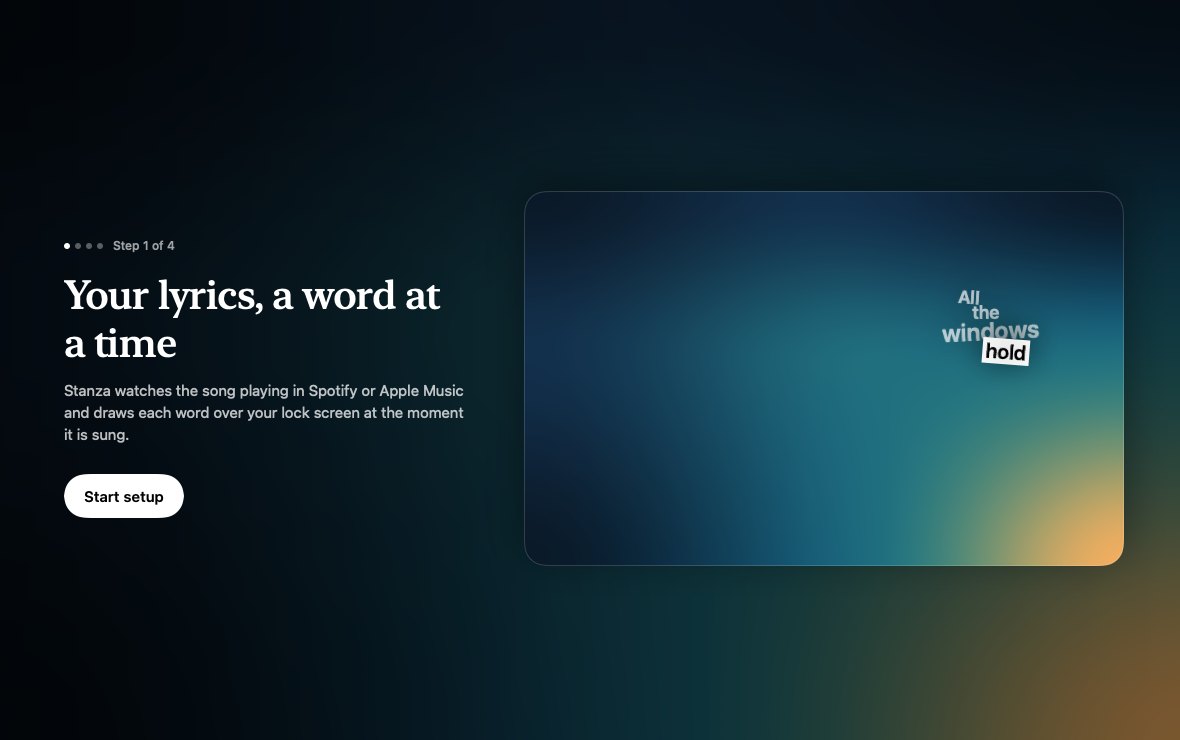 Step 1 of 4
Your lyrics, a word at
a time
Stanza watches the song playing in Spotify or Apple Music
and draws each word over your lock screen at the moment
it is sung.
Start setup
All
the
windows
hold